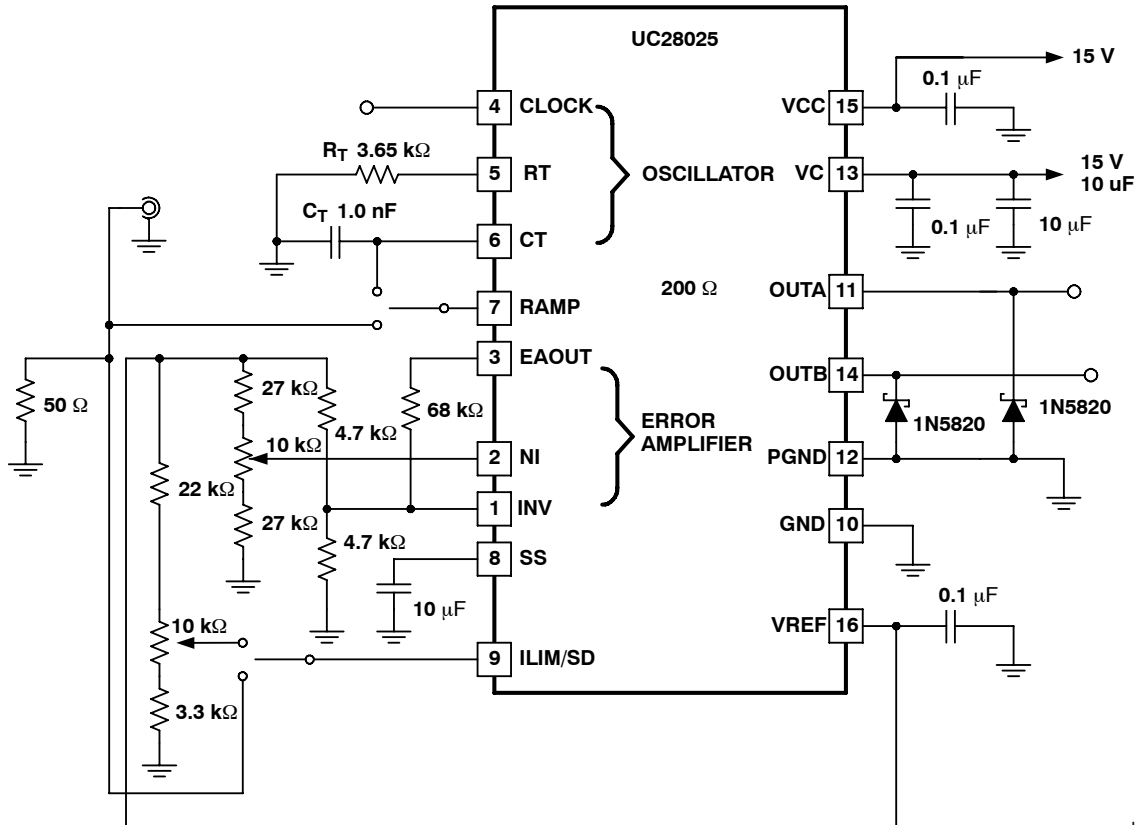 UC28025
15 V
0.1 μF
4 CLOCK
VCC 15
R_T 3.65 kΩ
5 RT
OSCILLATOR
VC 13
15 V
10 uF
C_T 1.0 nF
6 CT
0.1 μF
10 μF
7 RAMP
200 Ω
OUTA 11
3 EAOUT
OUTB 14
27 kΩ
50 Ω
68 kΩ
4.7 kΩ
ERROR
AMPLIFIER
1N5820
1N5820
10 kΩ
2 NI
PGND 12
22 kΩ
1 INV
27 kΩ
GND 10
4.7 kΩ
8 SS
10 μF
0.1 μF
10 kΩ
VREF 16
9 ILIM/SD
3.3 kΩ